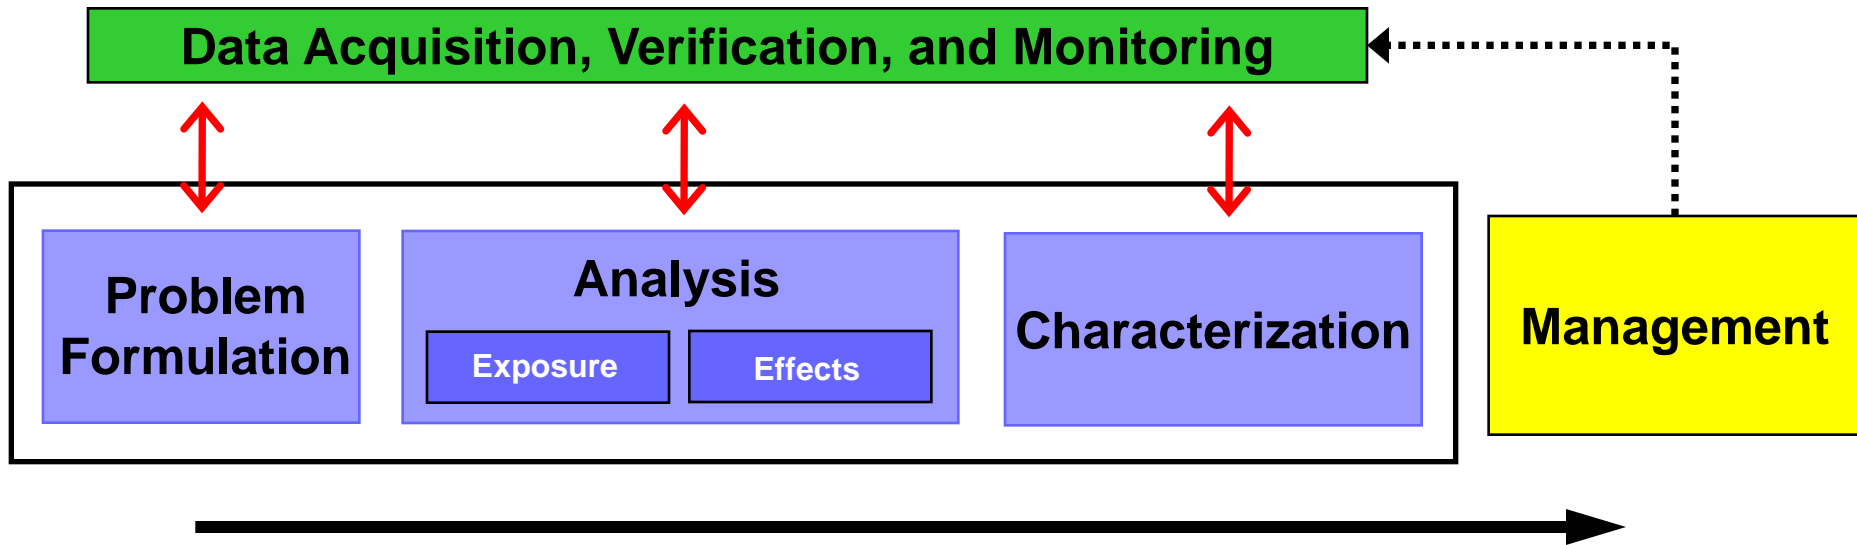 Data Acquisition, Verification, and Monitoring
Problem
Formulation
Analysis
Exposure
Effects
Characterization
Management